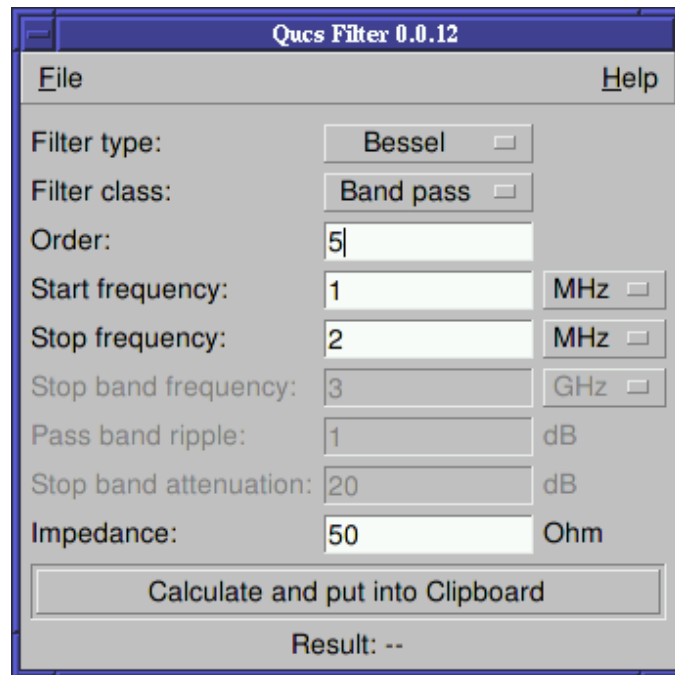 Qucs Filter 0.0.12
File Help
Filter type: Bessel
Filter class: Band pass
Order: 5
Start frequency: 1 MHz
Stop frequency: 2 MHz
Stop band frequency: 3 GHz
Pass band ripple: 1 dB
Stop band attenuation: 20 dB
Impedance: 50 Ohm
Calculate and put into Clipboard
Result: --